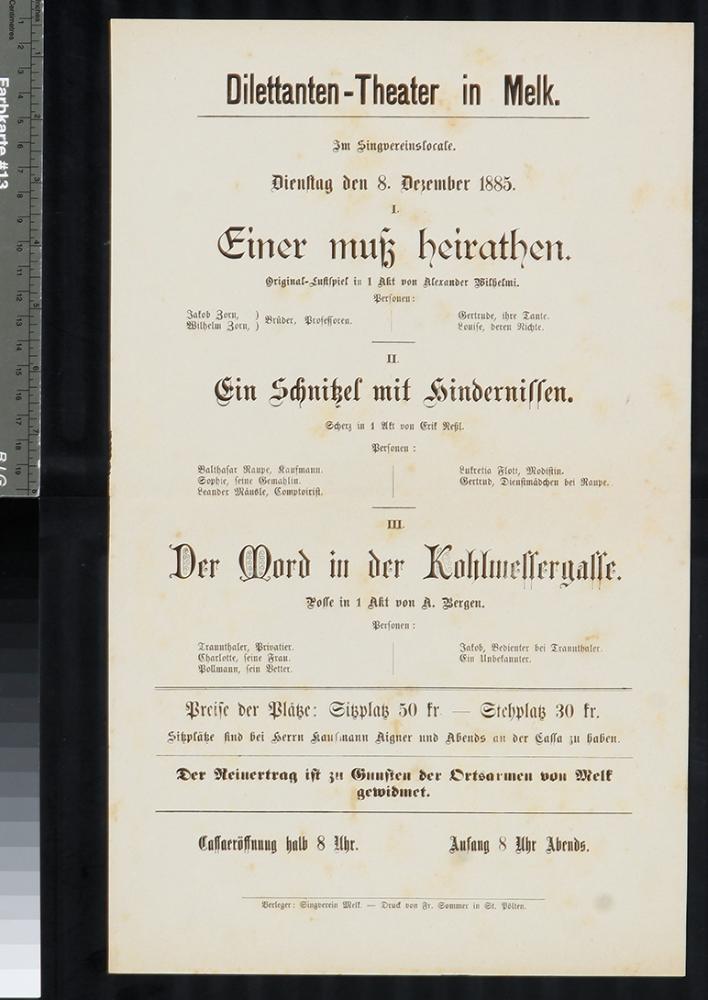 Dilettanten-Theater in Melk.
Im Singvereinslocale.
Dienstag den 8. Dezember 1885.
I.
Einer muß heirathen.
Original-Lustspiel in 1 Akt von Alexander Wilhelmi.
Personen:
Jakob Zorn, )
Wilhelm Zorn, ) Brüder, Professoren.
Gertrude, ihre Tante.
Louise, deren Nichte.
II.
Ein Schnitzel mit Hindernissen.
Scherz in 1 Akt von Erik Neßl.
Personen:
Balthasar Raupe, Kaufmann.
Sophie, seine Gemahlin.
Leander Mäusle, Comptoirist.
Lukretia Flott, Modistin.
Gertrud, Dienstmädchen bei Raupe.
III.
Der Mord in der Kohlmessergasse.
Posse in 1 Akt von A. Bergen.
Personen:
Trannthaler, Privatier.
Charlotte, seine Frau.
Pollmann, sein Vetter.
Jakob, Bedienter bei Trannthaler.
Ein Unbekannter.
Preise der Plätze: Sitzplatz 50 kr. — Stehplatz 30 kr.
Sitzplätze sind bei Herrn Kaufmann Aigner und Abends an der Cassa zu haben.
Der Reinertrag ist zu Gunsten der Ortsarmen von Melk
gewidmet.
Cassaeröffnung halb 8 Uhr.
Anfang 8 Uhr Abends.
Verleger: Singverein Melk. — Druck von Fr. Sommer in St. Pölten.
Farbkarte #13
Centimetres
Inches
B.I.G.